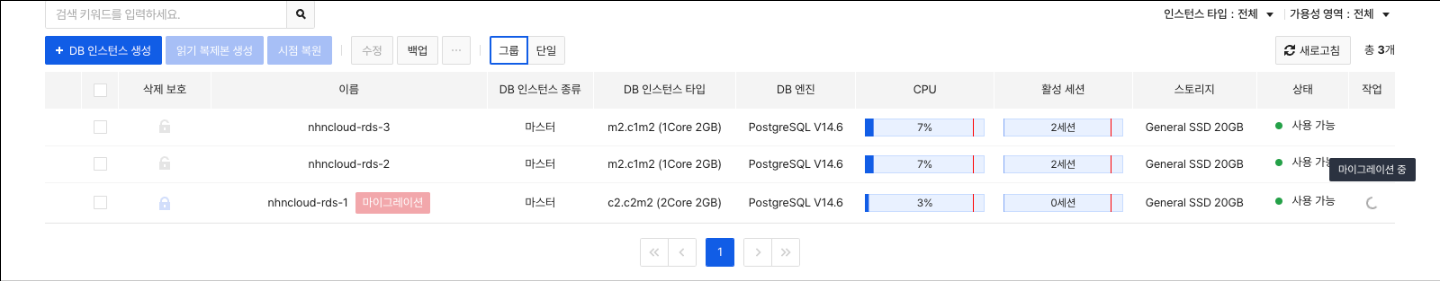 검색 키워드를 입력하세요.
인스턴스 타입 : 전체 가용성 영역 : 전체
+ DB 인스턴스 생성 읽기 복제본 생성 시점 복원 수정 백업 ··· 그룹 단일 새로고침 총 3개
삭제 보호 이름 DB 인스턴스 종류 DB 인스턴스 타입 DB 엔진 CPU 활성 세션 스토리지 상태 작업
nhncloud-rds-3 마스터 m2.c1m2 (1Core 2GB) PostgreSQL V14.6 7% 2세션 General SSD 20GB 사용 가능
nhncloud-rds-2 마스터 m2.c1m2 (1Core 2GB) PostgreSQL V14.6 7% 2세션 General SSD 20GB 사용 가능
마이그레이션 중
nhncloud-rds-1 마이그레이션 마스터 c2.c2m2 (2Core 2GB) PostgreSQL V14.6 3% 0세션 General SSD 20GB 사용 가능
« ‹ 1 › »